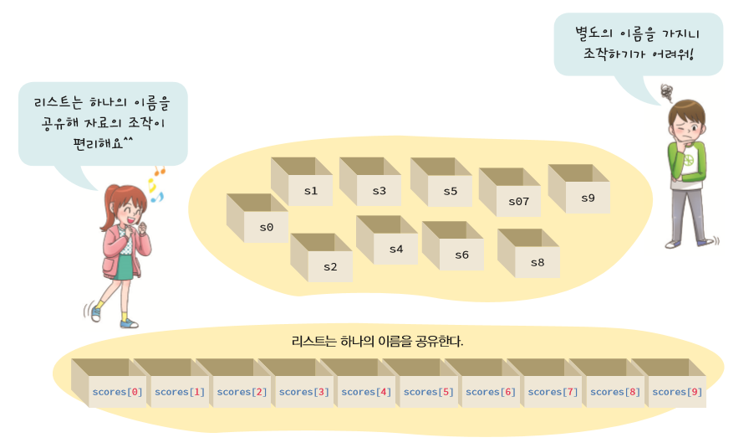 별도의 이름을 가지니
조작하기가 어려워!
리스트는 하나의 이름을
공유해 자료의 조작이
편리해요^^
s1
s3
s5
s07
s9
s0
s2
s4
s6
s8
리스트는 하나의 이름을 공유한다.
scores[0] scores[1] scores[2] scores[3] scores[4] scores[5] scores[6] scores[7] scores[8] scores[9]